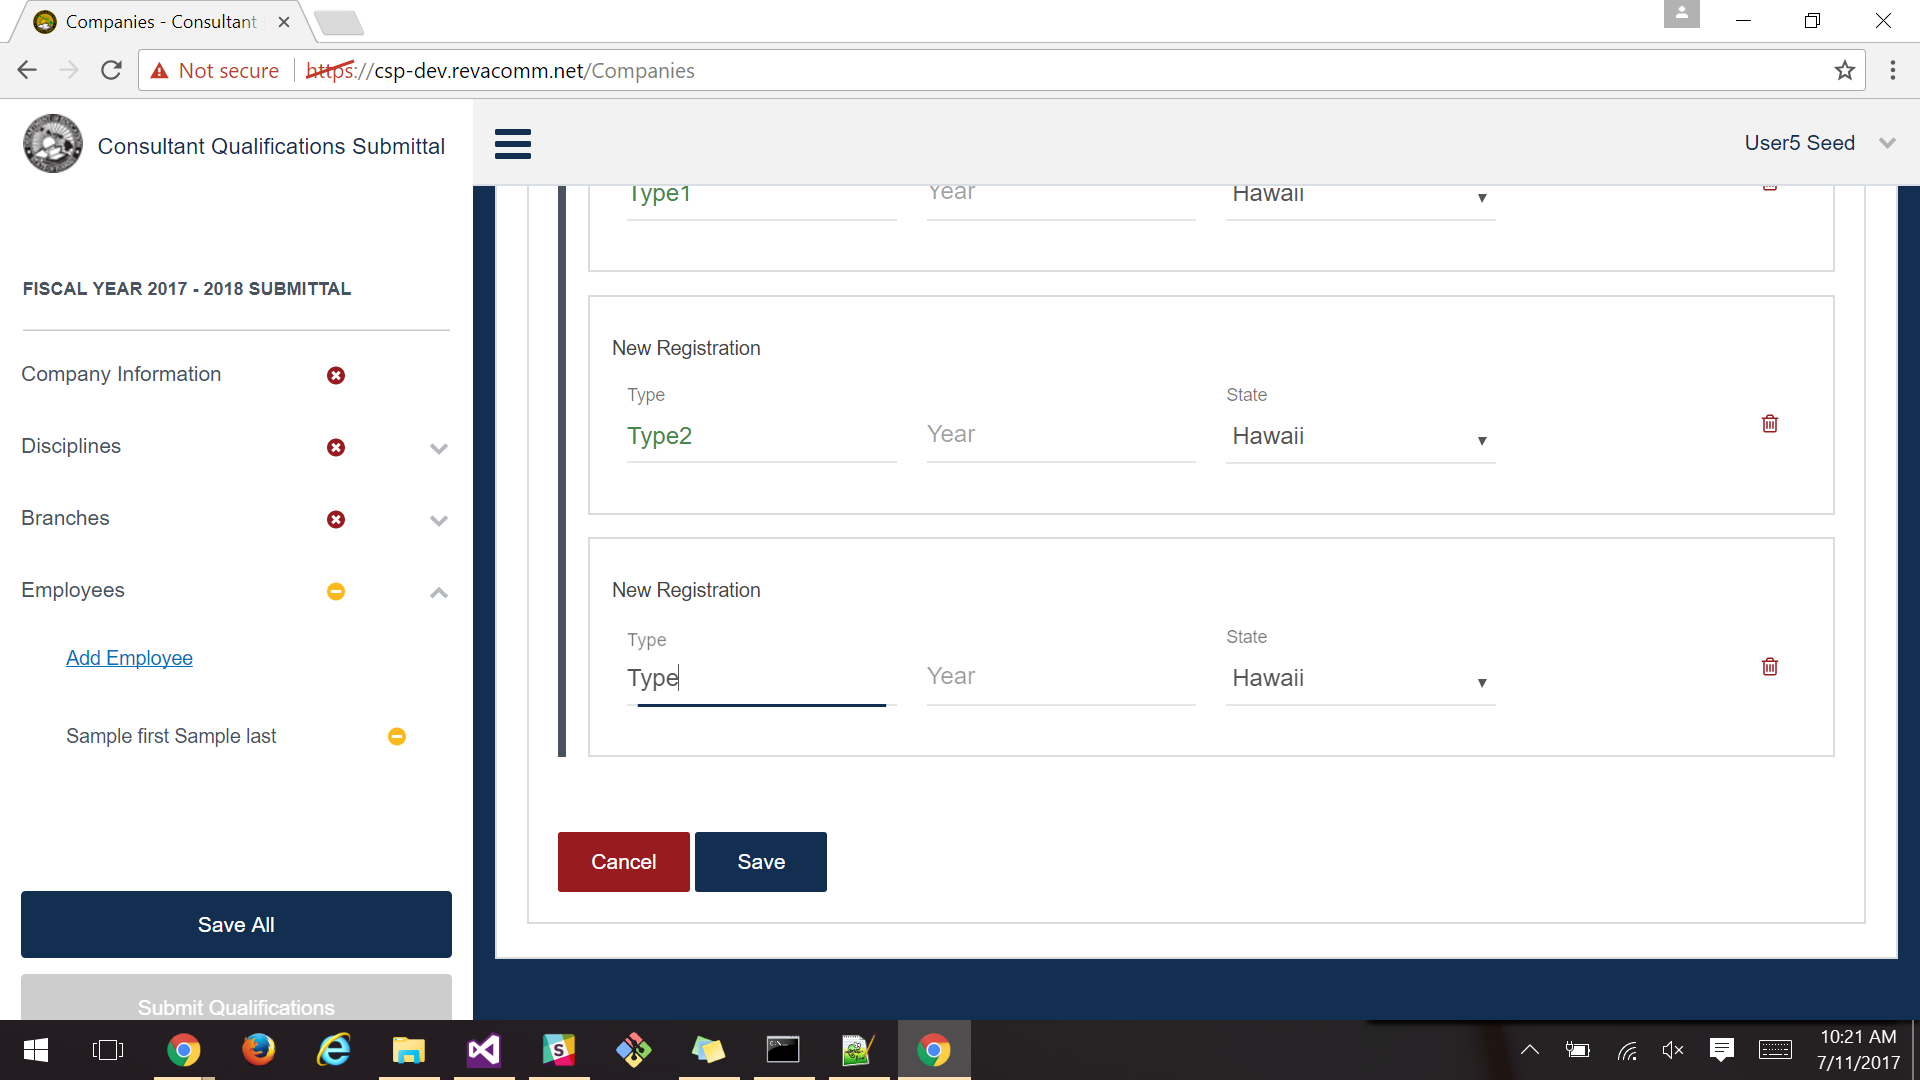 Companies - Consultant
Not secure
https://csp-dev.revacomm.net/Companies
Consultant Qualifications Submittal
User5 Seed
FISCAL YEAR 2017 - 2018 SUBMITTAL
Company Information
Disciplines
Branches
Employees
Add Employee
Sample first Sample last
Save All
Submit Qualifications
Type1
Year
Hawaii
New Registration
Type
State
Type2
Year
Hawaii
New Registration
Type
State
Type
Year
Hawaii
Cancel
Save
10:21 AM
7/11/2017